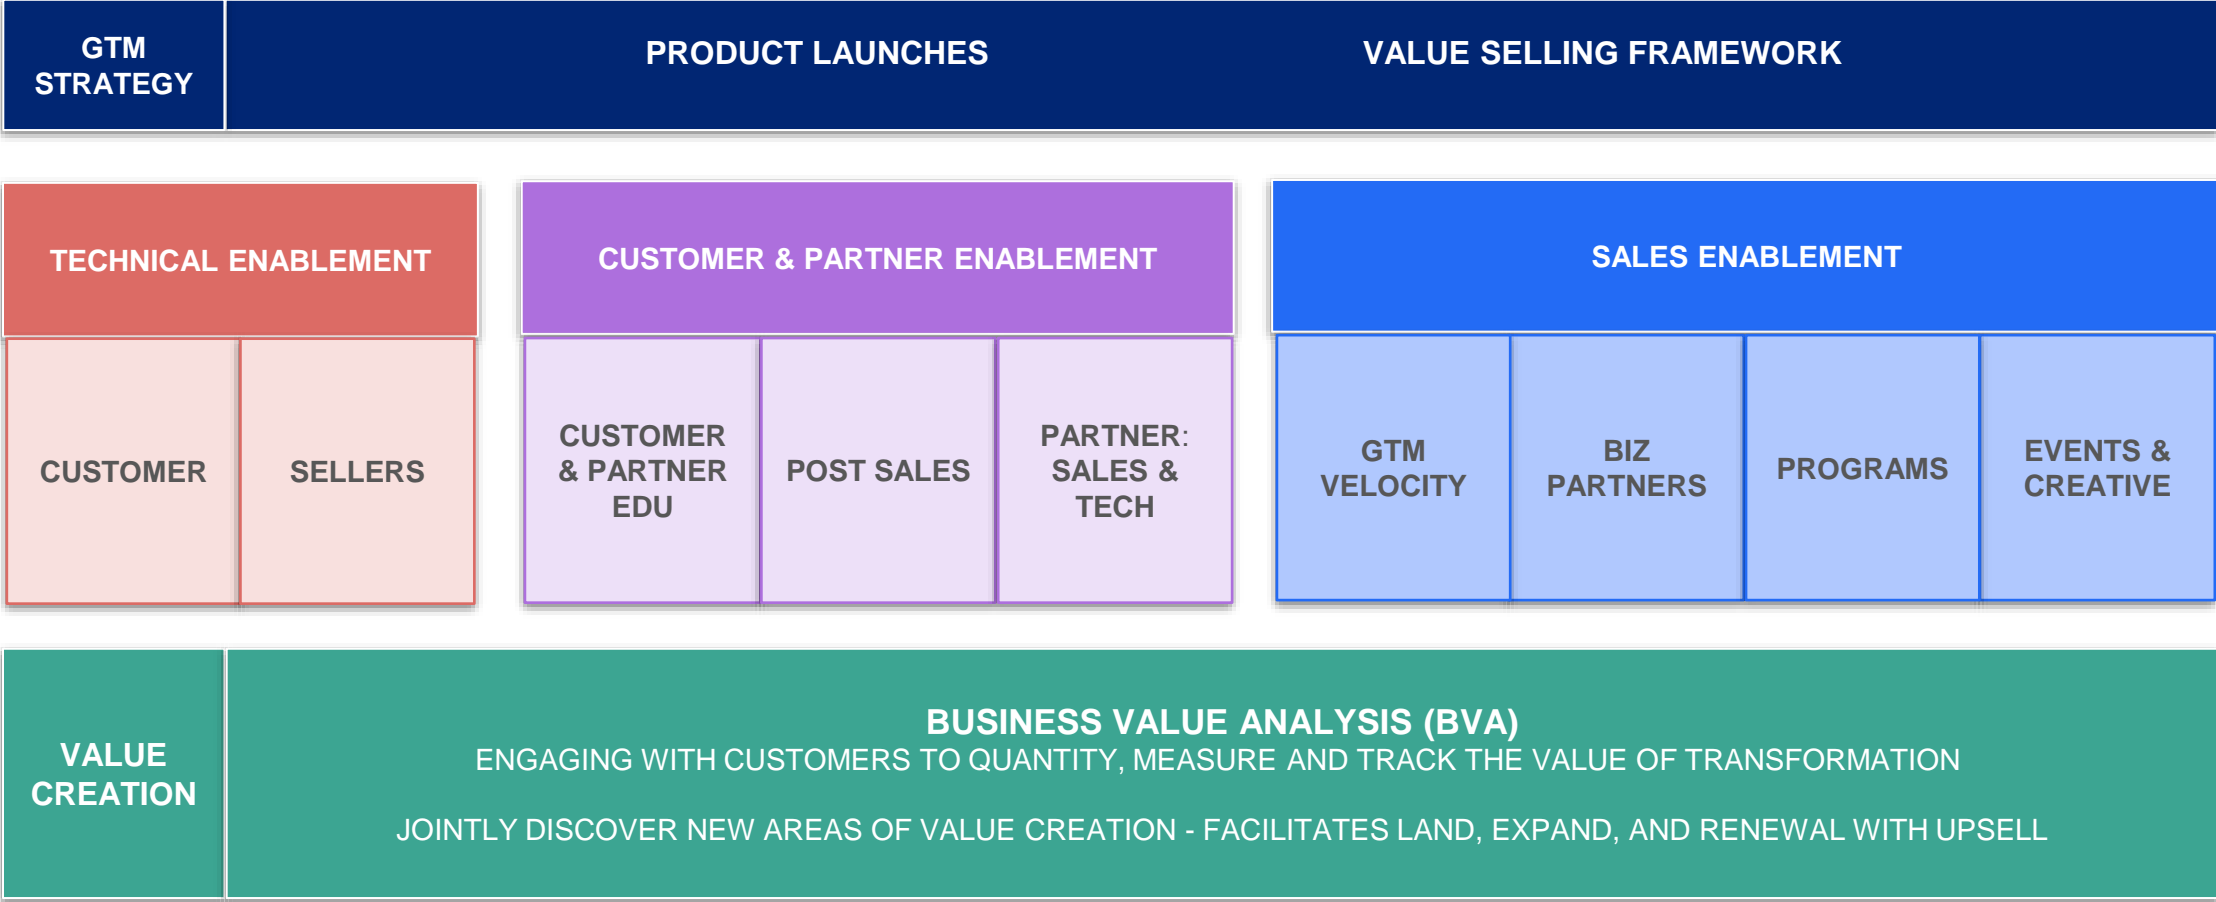 GTM
STRATEGY
PRODUCT LAUNCHES
VALUE SELLING FRAMEWORK
TECHNICAL ENABLEMENT
CUSTOMER
SELLERS
CUSTOMER & PARTNER ENABLEMENT
CUSTOMER
& PARTNER
EDU
POST SALES
PARTNER:
SALES &
TECH
SALES ENABLEMENT
GTM
VELOCITY
BIZ
PARTNERS
PROGRAMS
EVENTS &
CREATIVE
VALUE
CREATION
BUSINESS VALUE ANALYSIS (BVA)
ENGAGING WITH CUSTOMERS TO QUANTITY, MEASURE AND TRACK THE VALUE OF TRANSFORMATION
JOINTLY DISCOVER NEW AREAS OF VALUE CREATION - FACILITATES LAND, EXPAND, AND RENEWAL WITH UPSELL